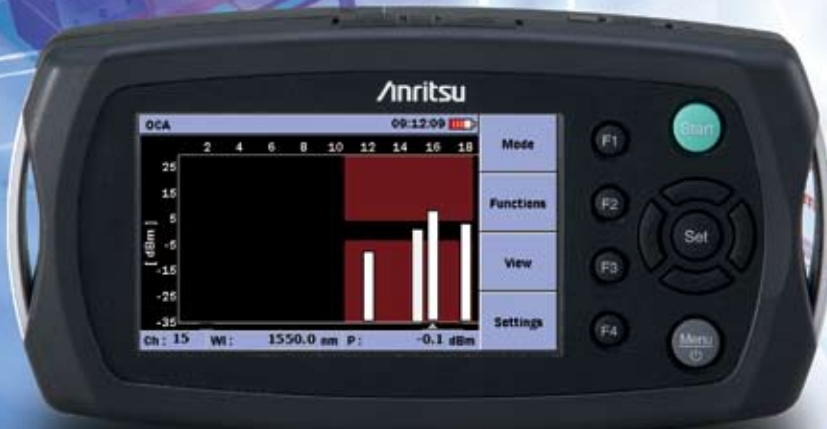 Anritsu
OCA 09:12:09
2 4 6 8 10 12 14 16 18
25
15
5
-5
-15
-25
-35
[ dBm ]
Ch : 15 Wl : 1550.0 nm P : -0.1 dBm
Mode
Functions
View
Settings
F1
F2
F3
F4
Start
Set
Menu